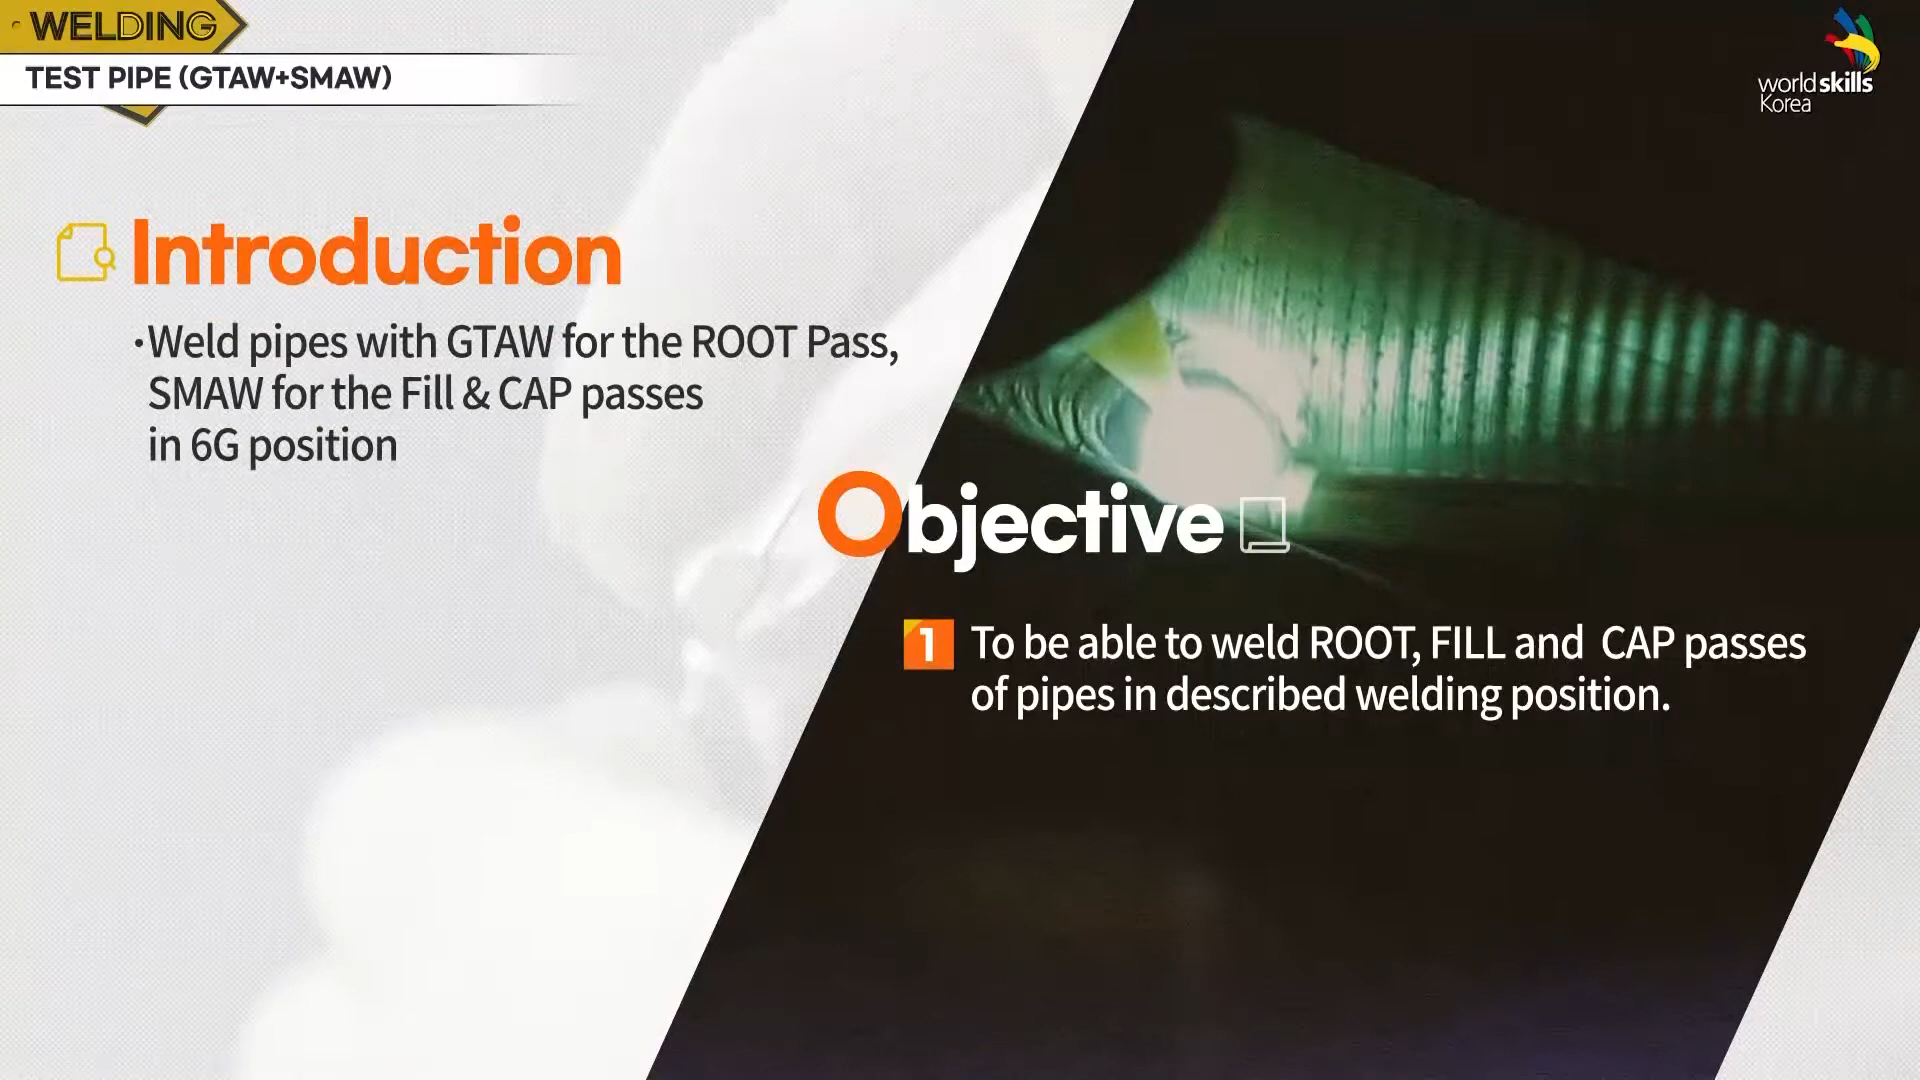 WELDING
TEST PIPE (GTAW+SMAW)
worldskills
Korea
Introduction
·Weld pipes with GTAW for the ROOT Pass,
SMAW for the Fill & CAP passes
in 6G position
Objective
1 To be able to weld ROOT, FILL and CAP passes
of pipes in described welding position.